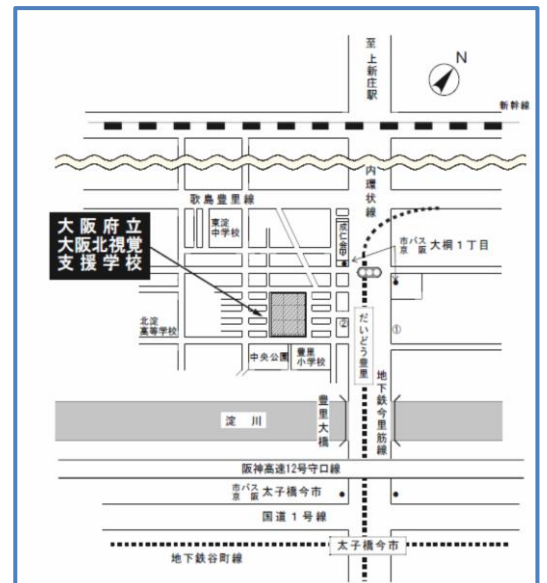 至
上新庄駅
N
新幹線
内環状線
歌島豊里線
大阪府立
大阪北視覚
支援学校
東淀
中学校
成仁会甲
市バス
京阪
大桐1丁目
北淀
高等学校
②
だいどう豊里
①
中央公園
豊里
小学校
地下鉄今里筋線
豊里大橋
淀川
阪神高速12号守口線
市バス
京阪
太子橋今市
国道1号線
太子橋今市
地下鉄谷町線